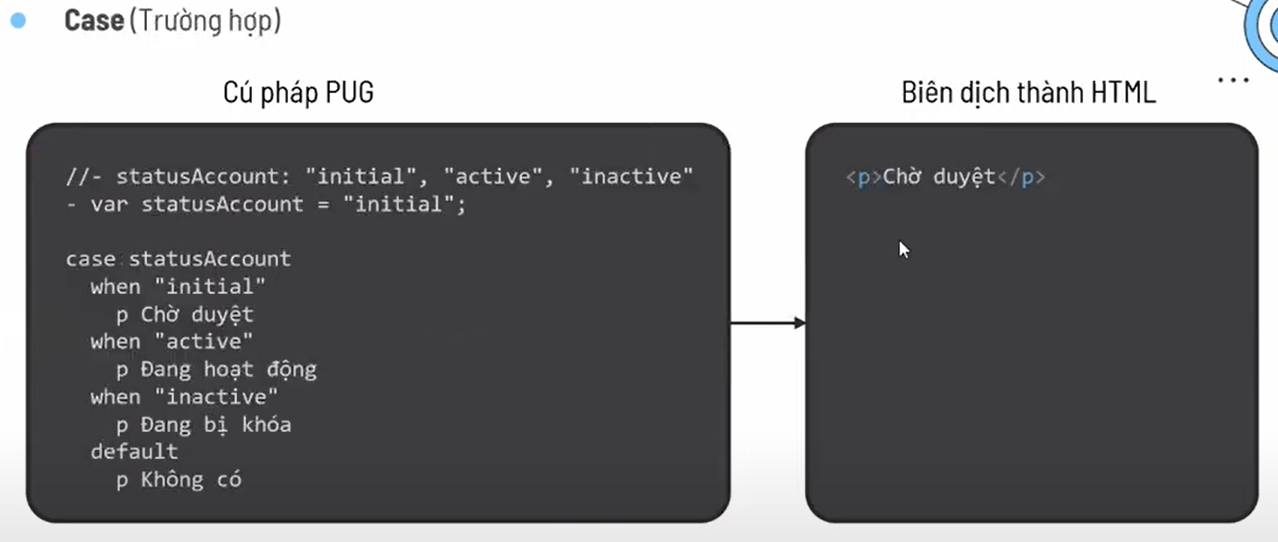 Case (Trường hợp)
Cú pháp PUG
//- statusAccount: "initial", "active", "inactive"
- var statusAccount = "initial";
case statusAccount
when "initial"
p Chờ duyệt
when "active"
p Đang hoạt động
when "inactive"
p Đang bị khóa
default
p Không có
Biên dịch thành HTML
<p>Chờ duyệt</p>